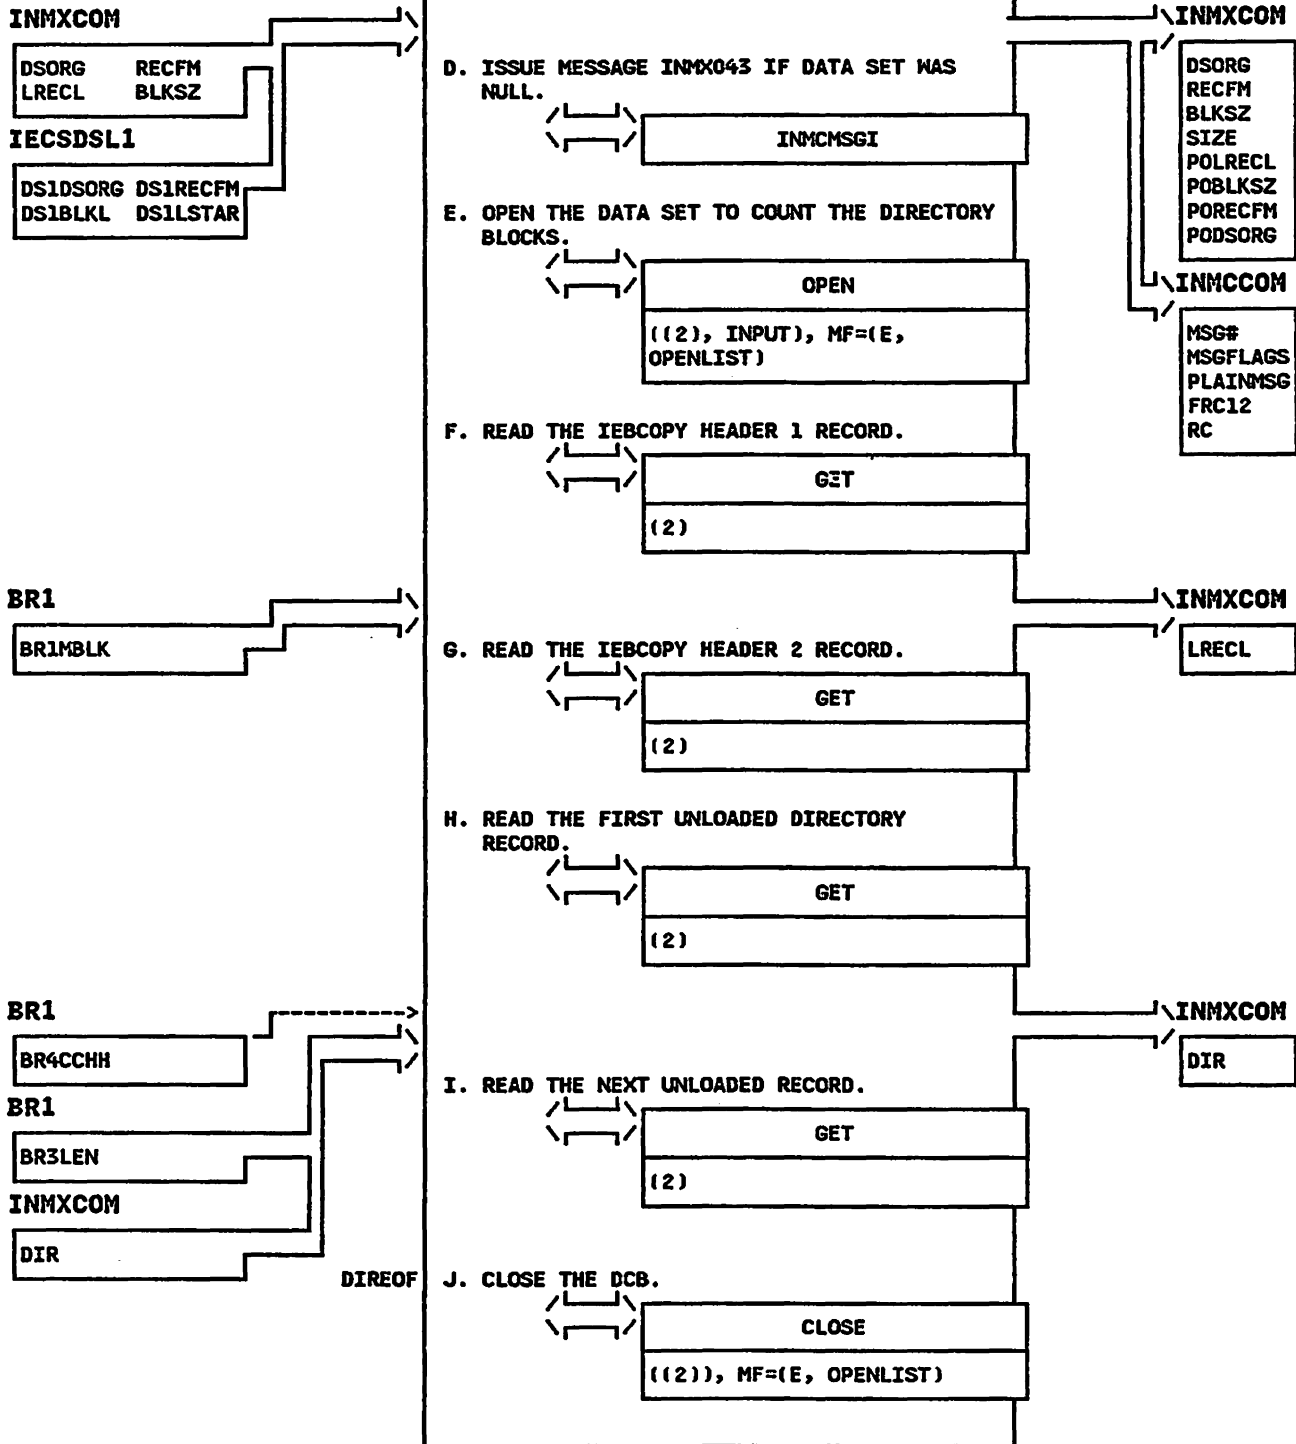 INMXCOM
DSORG RECFM
LRECL BLKSZ
IECSDSL1
DS1DSORG DS1RECFM
DS1BLKL DS1LSTAR
D. ISSUE MESSAGE INMX043 IF DATA SET WAS
NULL.
INMCMSGI
E. OPEN THE DATA SET TO COUNT THE DIRECTORY
BLOCKS.
OPEN
((2), INPUT), MF=(E,
OPENLIST)
F. READ THE IEBCOPY HEADER 1 RECORD.
GET
(2)
INMXCOM
DSORG
RECFM
BLKSZ
SIZE
POLRECL
POBLKSZ
PORECFM
PODSORG
INMCCOM
MSG#
MSGFLAGS
PLAINMSG
FRC12
RC
BR1
BR1MBLK
G. READ THE IEBCOPY HEADER 2 RECORD.
GET
(2)
INMXCOM
LRECL
H. READ THE FIRST UNLOADED DIRECTORY
RECORD.
GET
(2)
BR1
BR4CCHH
BR1
BR3LEN
INMXCOM
DIR
INMXCOM
DIR
I. READ THE NEXT UNLOADED RECORD.
GET
(2)
DIREOF J. CLOSE THE DCB.
CLOSE
((2)), MF=(E, OPENLIST)